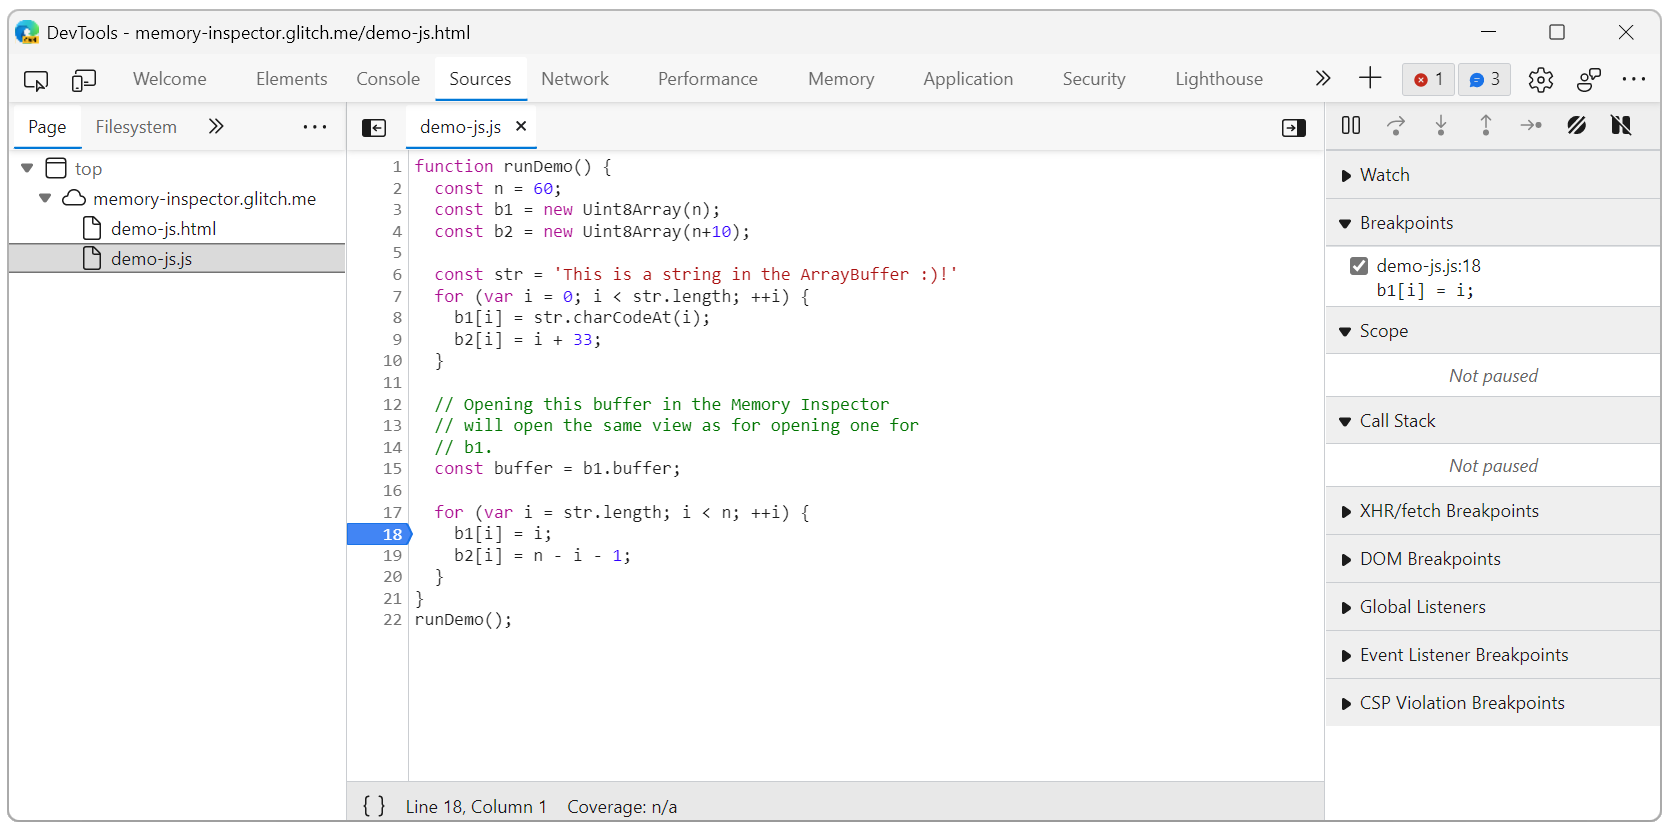 DevTools - memory-inspector.glitch.me/demo-js.html
Welcome Elements Console Sources Network Performance Memory Application Security Lighthouse 1 3
Page Filesystem
top
memory-inspector.glitch.me
demo-js.html
demo-js.js
demo-js.js
1 function runDemo() {
2   const n = 60;
3   const b1 = new Uint8Array(n);
4   const b2 = new Uint8Array(n+10);
5
6   const str = 'This is a string in the ArrayBuffer :)!'
7   for (var i = 0; i < str.length; ++i) {
8     b1[i] = str.charCodeAt(i);
9     b2[i] = i + 33;
10   }
11
12   // Opening this buffer in the Memory Inspector
13   // will open the same view as for opening one for
14   // b1.
15   const buffer = b1.buffer;
16
17   for (var i = str.length; i < n; ++i) {
18     b1[i] = i;
19     b2[i] = n - i - 1;
20   }
21 }
22 runDemo();
{ } Line 18, Column 1 Coverage: n/a
Watch
Breakpoints
demo-js.js:18
b1[i] = i;
Scope
Not paused
Call Stack
Not paused
XHR/fetch Breakpoints
DOM Breakpoints
Global Listeners
Event Listener Breakpoints
CSP Violation Breakpoints